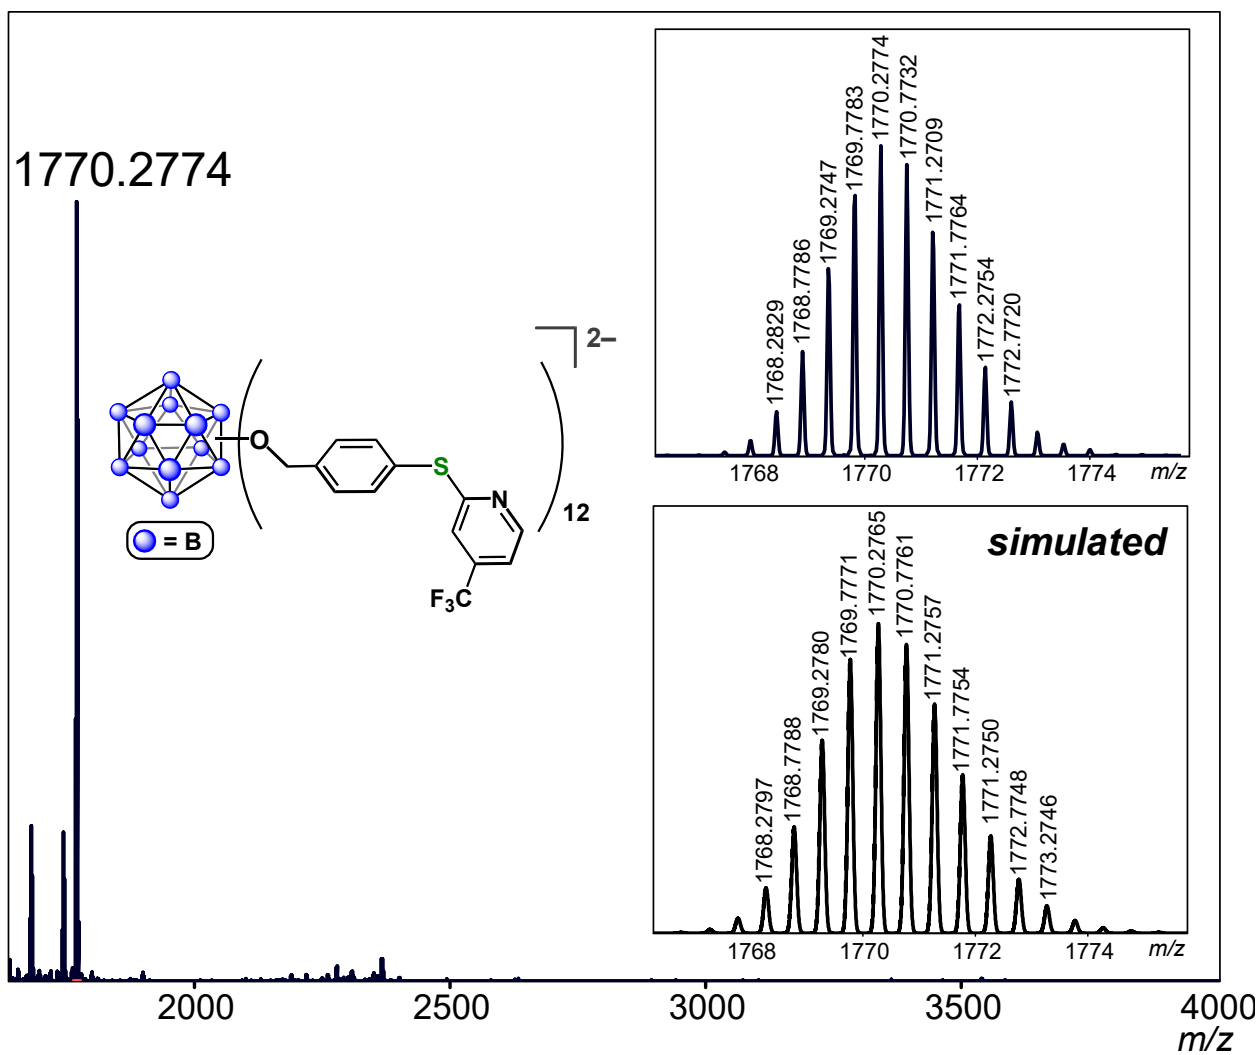 1770.2774
1768.2829
1768.7786
1769.2747
1769.7783
1770.2774
1770.7732
1771.2709
1771.7764
1772.2754
1772.7720
1768 1770 1772 1774 m/z
2–
O
S
N
12
= B
F3C
simulated
1768.2797
1768.7788
1769.2780
1769.7771
1770.2765
1770.7761
1771.2757
1771.7754
1771.2750
1772.7748
1773.2746
1768 1770 1772 1774 m/z
2000 2500 3000 3500 4000
m/z